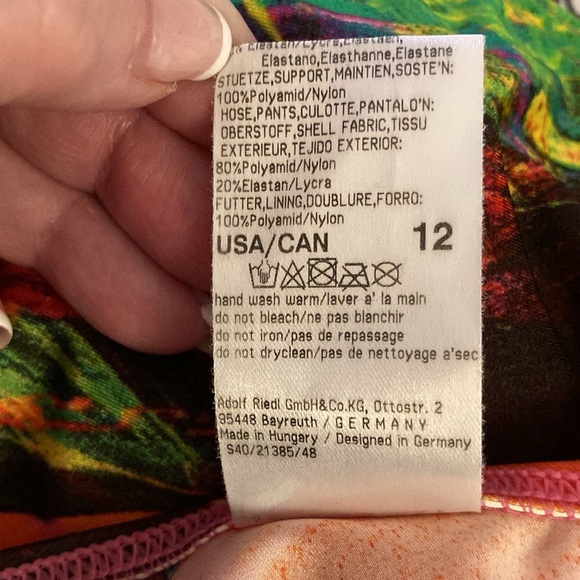 Elastan/Lycra,Elastaen,
Elastano,Elasthanne,Elastane
STUETZE,SUPPORT,MAINTIEN,SOSTE'N:
100%Polyamid/Nylon
HOSE,PANTS,CULOTTE,PANTALO'N:
OBERSTOFF,SHELL FABRIC,TISSU
EXTERIEUR,TEJIDO EXTERIOR:
80%Polyamid/Nylon
20%Elastan/Lycra
FUTTER,LINING,DOUBLURE,FORRO:
100%Polyamid/Nylon
USA/CAN 12
hand wash warm/laver a' la main
do not bleach/ne pas blanchir
do not iron/pas de repassage
do not dryclean/pas de nettoyage a'sec
Adolf Riedl GmbH&Co.KG, Ottostr. 2
95448 Bayreuth / GERMANY
Made in Hungary / Designed in Germany
S40/21385/48